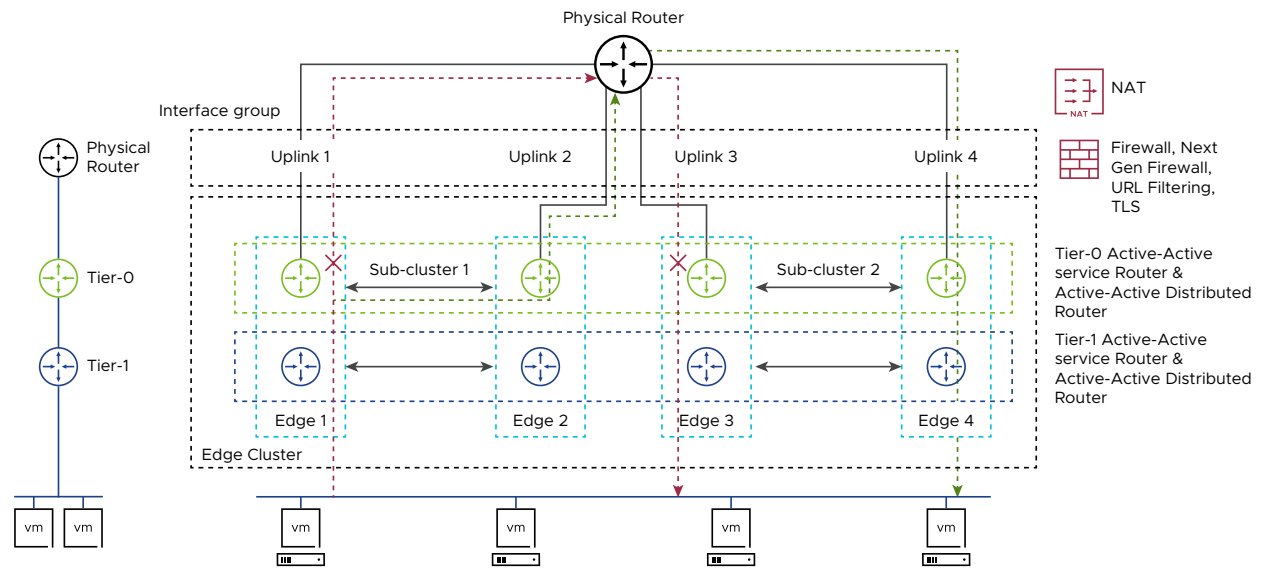 Physical Router
Interface group
Uplink 1
Uplink 2
Uplink 3
Uplink 4
NAT
NAT
Firewall, Next
Gen Firewall,
URL Filtering,
TLS
Physical
Router
Tier-0
Tier-1
Sub-cluster 1
Sub-cluster 2
Tier-0 Active-Active
service Router &
Active-Active Distributed
Router
Tier-1 Active-Active
service Router &
Active-Active Distributed
Router
Edge 1
Edge 2
Edge 3
Edge 4
Edge Cluster
vm
vm
vm
vm
vm
vm